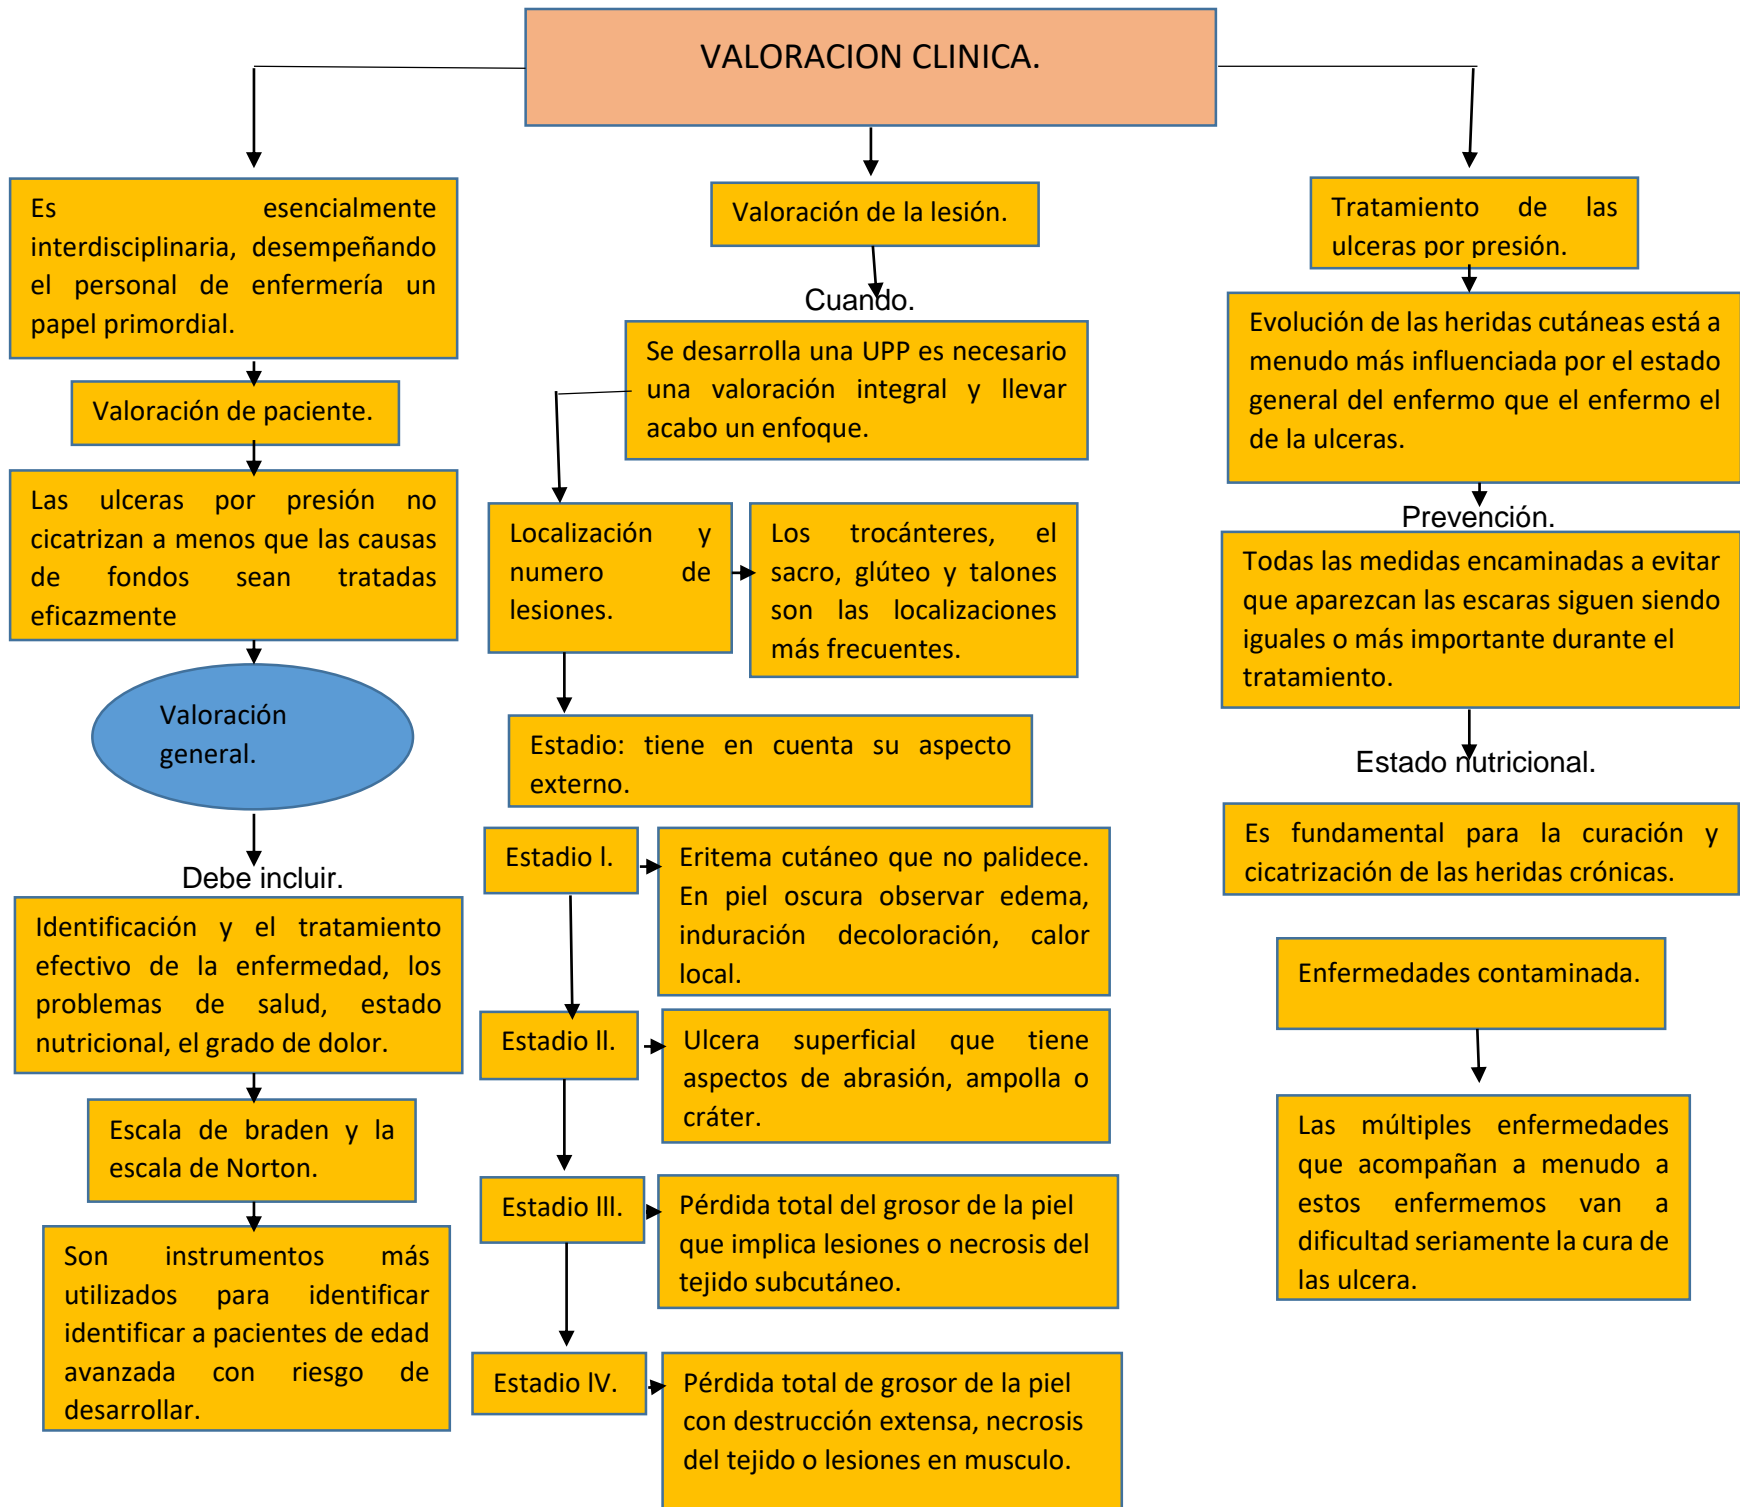 VALORACION CLINICA.
Es esencialmente
interdisciplinaria, desempeñando
el personal de enfermería un
papel primordial.
Valoración de paciente.
Las ulceras por presión no
cicatrizan a menos que las causas
de fondos sean tratadas
eficazmente
Valoración
general.
Debe incluir.
Identificación y el tratamiento
efectivo de la enfermedad, los
problemas de salud, estado
nutricional, el grado de dolor.
Escala de braden y la
escala de Norton.
Son instrumentos más
utilizados para identificar
identificar a pacientes de edad
avanzada con riesgo de
desarrollar.
Valoración de la lesión.
Cuando.
Se desarrolla una UPP es necesario
una valoración integral y llevar
acabo un enfoque.
Localización y
numero de
lesiones.
Los trocánteres, el
sacro, glúteo y talones
son las localizaciones
más frecuentes.
Estadio: tiene en cuenta su aspecto
externo.
Estadio l.
Eritema cutáneo que no palidece.
En piel oscura observar edema,
induración decoloración, calor
local.
Estadio ll.
Ulcera superficial que tiene
aspectos de abrasión, ampolla o
cráter.
Estadio lll.
Pérdida total del grosor de la piel
que implica lesiones o necrosis del
tejido subcutáneo.
Estadio lV.
Pérdida total de grosor de la piel
con destrucción extensa, necrosis
del tejido o lesiones en musculo.
Tratamiento de las
ulceras por presión.
Evolución de las heridas cutáneas está a
menudo más influenciada por el estado
general del enfermo que el enfermo el
de la ulceras.
Prevención.
Todas las medidas encaminadas a evitar
que aparezcan las escaras siguen siendo
iguales o más importante durante el
tratamiento.
Estado nutricional.
Es fundamental para la curación y
cicatrización de las heridas crónicas.
Enfermedades contaminada.
Las múltiples enfermedades
que acompañan a menudo a
estos enfermemos van a
dificultad seriamente la cura de
las ulcera.